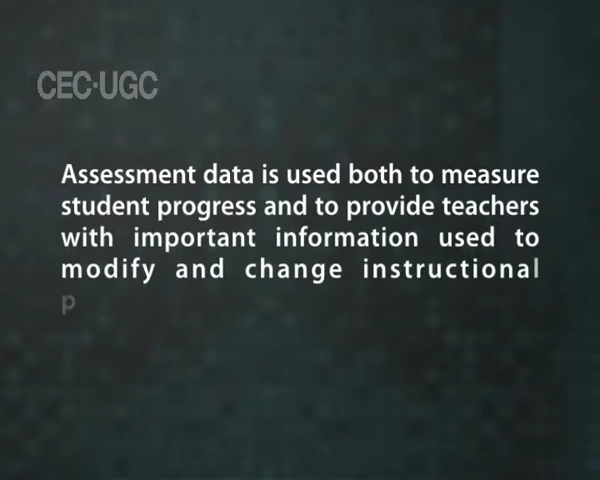 CEC-UGC
Assessment data is used both to measure
student progress and to provide teachers
with important information used to
modify and change instructional
p